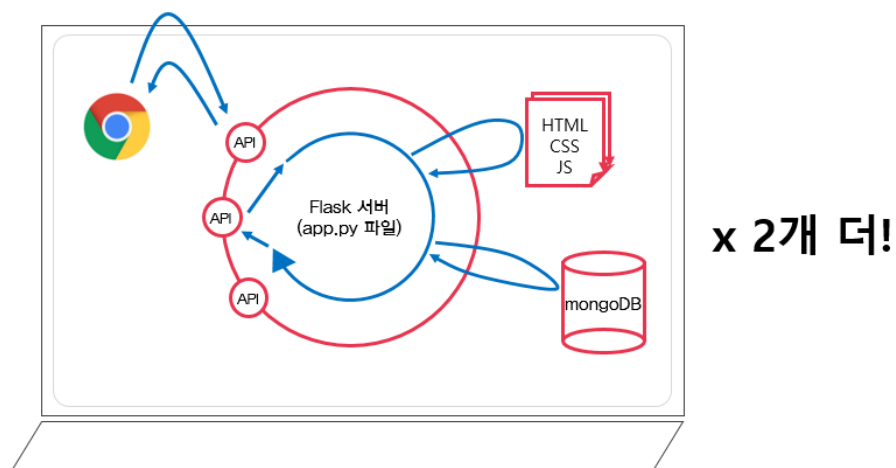 API
API
API
Flask 서버
(app.py 파일)
HTML
CSS
JS
mongoDB
x 2개 더!